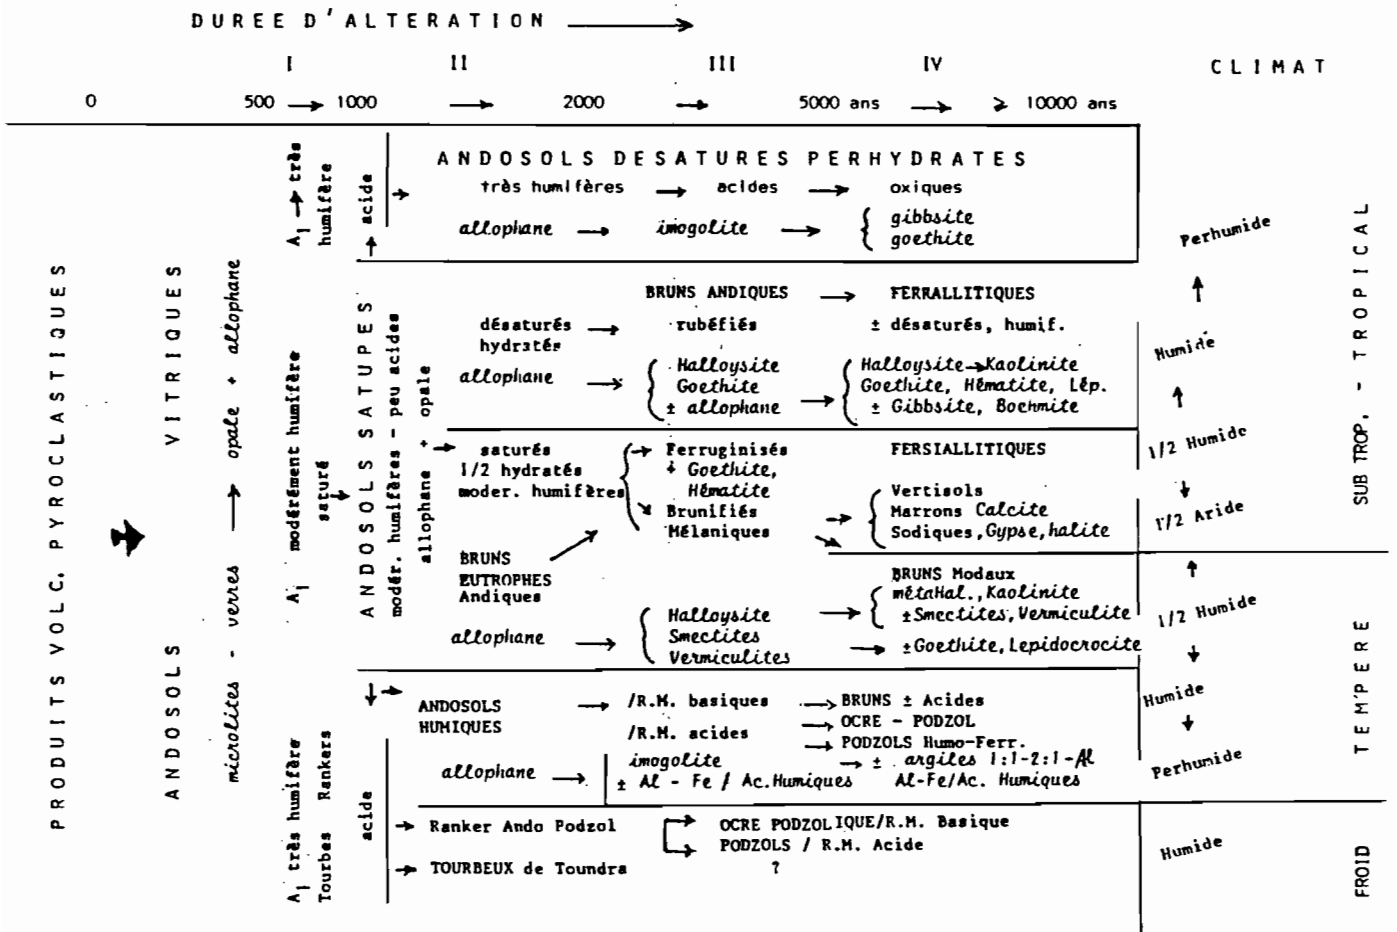 DUREE D'ALTERATION
I II III IV CLIMAT
0 500 → 1000 → 2000 → 5000 ans → ≥ 10000 ans
PRODUITS VOLC. PYROCLASTIQUES
ANDOSOLS VITRIQUES
microlites - verres → opale + allophane
A₁ → très
humifère
acide
A₁ modérément humifère
saturé
A₁ très humifère
Tourbes Rankers
acide
ANDOSOLS SATUPES
modér. humifères - peu acides
allophane + opale
ANDOSOLS DESATURES PERHYDRATES
très humifères → acides → oxiques
allophane → imogolite → { gibbsite
goethite
BRUNS ANDIQUES → FERRALLITIQUES
désaturés → rubéfiés ± désaturés, humif.
hydratés
allophane → { Halloysite
Goethite
± allophane
→ { Halloysite → Kaolinite
Goethite, Hématite, Lép.
± Gibbsite, Boehmite
→ saturés
1/2 hydratés
moder. humifères
{ → Ferruginisés
+ Goethite,
Hématite
Brunifiés
Mélaniques
FERSIALLITIQUES
→ { Vertisols
Marrons Calcite
Sodiques, Gypse, halite
BRUNS
EUTROPHES
Andiques
allophane → { Halloysite
Smectites
Vermiculites
BRUNS Modaux
→ { métaHal., Kaolinite
± Smectites, Vermiculite
→ ± Goethite, Lepidocrocite
ANDOSOLS
HUMIQUES
→ /R.M. basiques → BRUNS ± Acides
→ OCRE - PODZOL
/R.M. acides → PODZOLS Humo-Ferr.
allophane → imogolite → ± argiles 1:1-2:1-Al
± Al - Fe / Ac. Humiques Al-Fe/Ac. Humiques
→ Ranker Ando Podzol → OCRE PODZOLIQUE/R.M. Basique
→ PODZOLS / R.M. Acide
→ TOURBEUX de Toundra ?
Perhumide
Humide
1/2 Humide
1/2 Aride
1/2 Humide
Humide
Perhumide
Humide
SUB TROP. - TROPICAL
TEMPERE
FROID